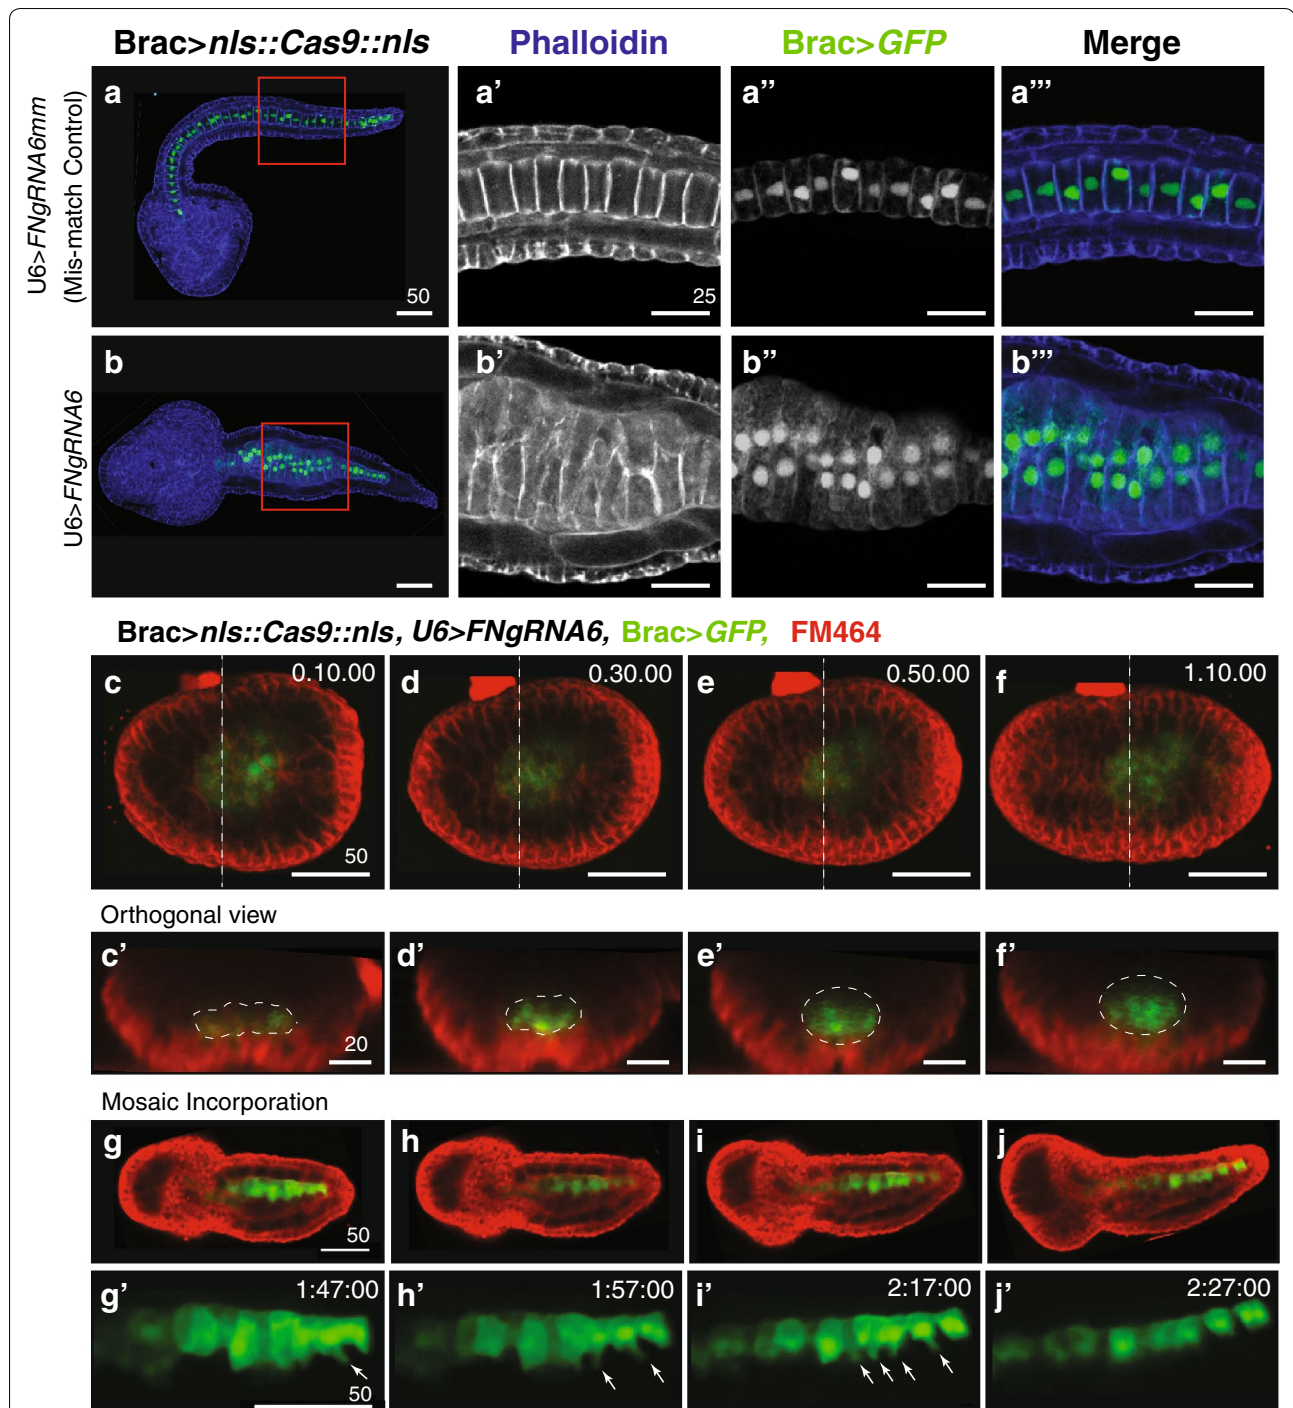 Brac>nls::Cas9::nls Phalloidin Brac>GFP Merge
U6>FNgRNA6mm
(Mis-match Control)
a a' a'' a'''
50 25
U6>FNgRNA6
b b' b'' b'''
Brac>nls::Cas9::nls, U6>FNgRNA6, Brac>GFP, FM464
c 0.10.00 d 0.30.00 e 0.50.00 f 1.10.00
50
Orthogonal view
c' d' e' f'
20
Mosaic Incorporation
g h i j
50
g' 1:47:00 h' 1:57:00 i' 2:17:00 j' 2:27:00
50